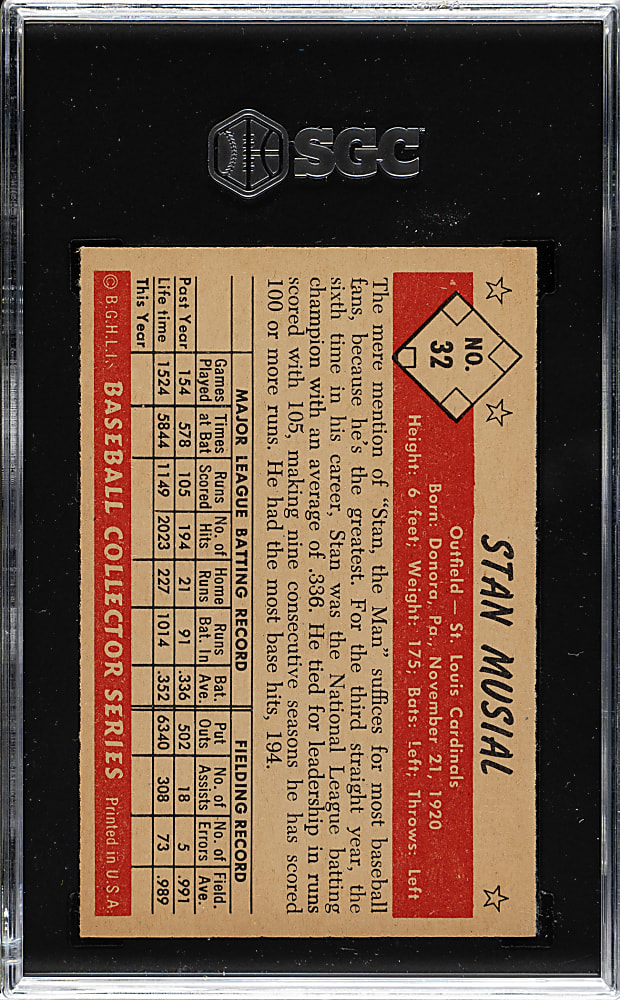 SGC
STAN MUSIAL
NO.
32
Outfield — St. Louis Cardinals
Born: Donora, Pa., November 21, 1920
Height: 6 feet; Weight: 175; Bats: Left; Throws: Left
The mere mention of "Stan, the Man" suffices for most baseball
fans, because he's the greatest. For the third straight year, the
sixth time in his career, Stan was the National League batting
champion with an average of .336. He tied for leadership in runs
scored with 105, making nine consecutive seasons he has scored
100 or more runs. He had the most base hits, 194.
MAJOR LEAGUE BATTING RECORD FIELDING RECORD
Games Played Times at Bat Runs Scored No. of Hits Home Runs Runs Bat. In Bat. Ave. Put Outs No. of Assists No. of Errors Field. Ave.
Past Year 154 578 105 194 21 91 .336 502 18 5 .991
Life time 1524 5844 1149 2023 227 1014 .352 6340 308 73 .989
This Year
© B.G.H.L.I. BASEBALL COLLECTOR SERIES Printed in U.S.A.